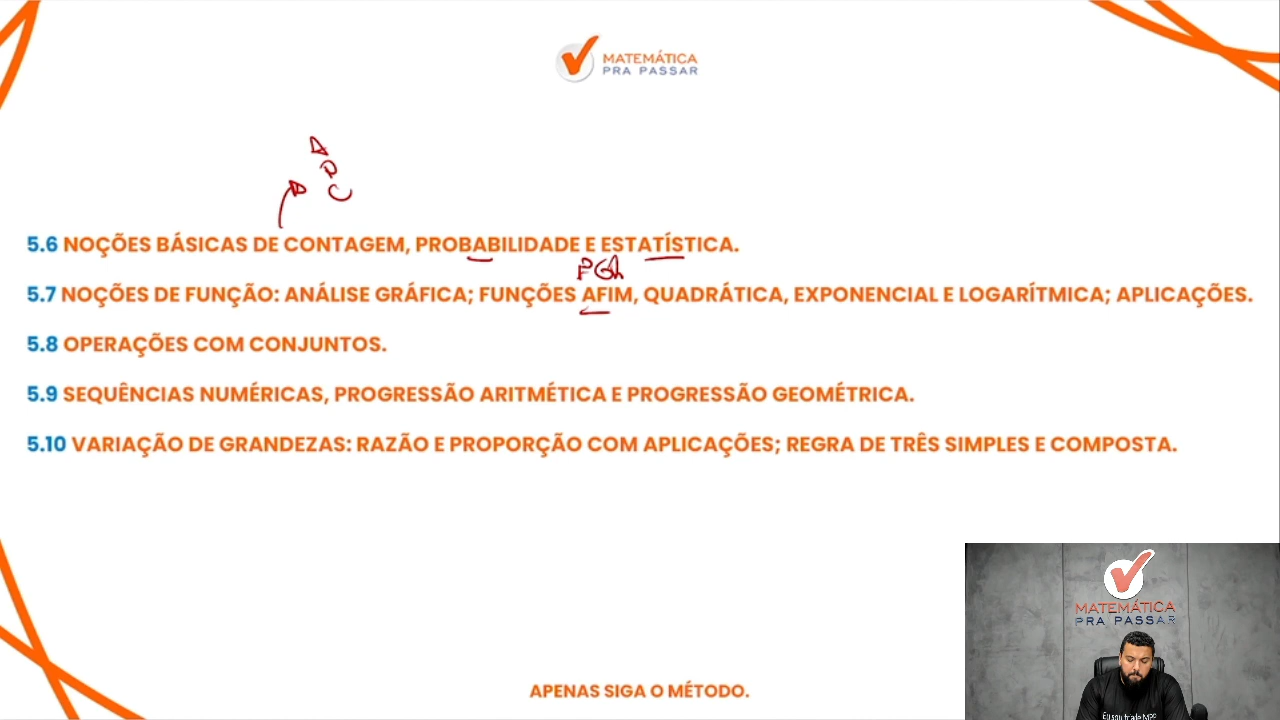 MATEMÁTICA
PRA PASSAR
5.6 NOÇÕES BÁSICAS DE CONTAGEM, PROBABILIDADE E ESTATÍSTICA.
5.7 NOÇÕES DE FUNÇÃO: ANÁLISE GRÁFICA; FUNÇÕES AFIM, QUADRÁTICA, EXPONENCIAL E LOGARÍTMICA; APLICAÇÕES.
5.8 OPERAÇÕES COM CONJUNTOS.
5.9 SEQUÊNCIAS NUMÉRICAS, PROGRESSÃO ARITMÉTICA E PROGRESSÃO GEOMÉTRICA.
5.10 VARIAÇÃO DE GRANDEZAS: RAZÃO E PROPORÇÃO COM APLICAÇÕES; REGRA DE TRÊS SIMPLES E COMPOSTA.
MATEMÁTICA
PRA PASSAR
APENAS SIGA O MÉTODO.